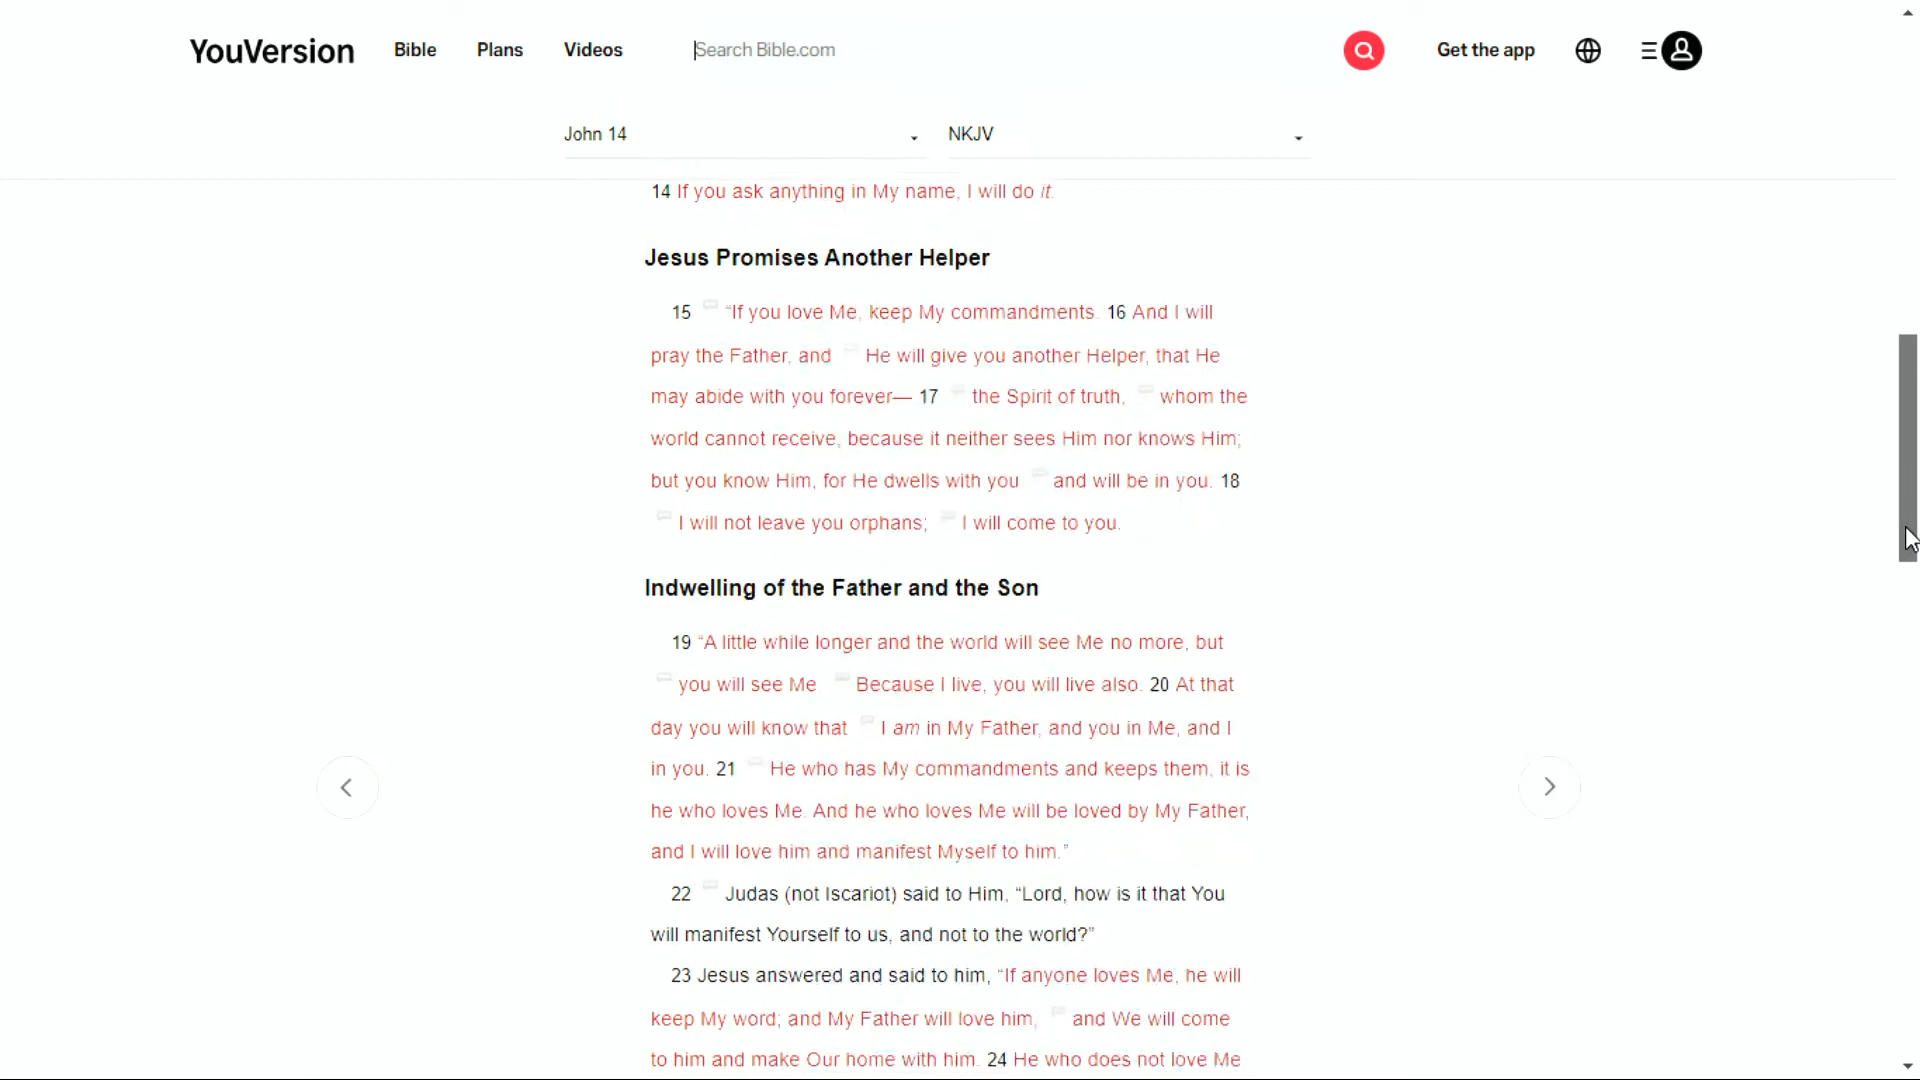 YouVersion Bible Plans Videos Search Bible.com Get the app
John 14 NKJV
14 If you ask anything in My name, I will do it.
Jesus Promises Another Helper
15 “If you love Me, keep My commandments. 16 And I will
pray the Father, and He will give you another Helper, that He
may abide with you forever— 17 the Spirit of truth, whom the
world cannot receive, because it neither sees Him nor knows Him;
but you know Him, for He dwells with you and will be in you. 18
I will not leave you orphans; I will come to you.
Indwelling of the Father and the Son
19 “A little while longer and the world will see Me no more, but
you will see Me Because I live, you will live also. 20 At that
day you will know that I am in My Father, and you in Me, and I
in you. 21 He who has My commandments and keeps them, it is
he who loves Me. And he who loves Me will be loved by My Father,
and I will love him and manifest Myself to him.”
22 Judas (not Iscariot) said to Him, “Lord, how is it that You
will manifest Yourself to us, and not to the world?”
23 Jesus answered and said to him, “If anyone loves Me, he will
keep My word; and My Father will love him, and We will come
to him and make Our home with him. 24 He who does not love Me